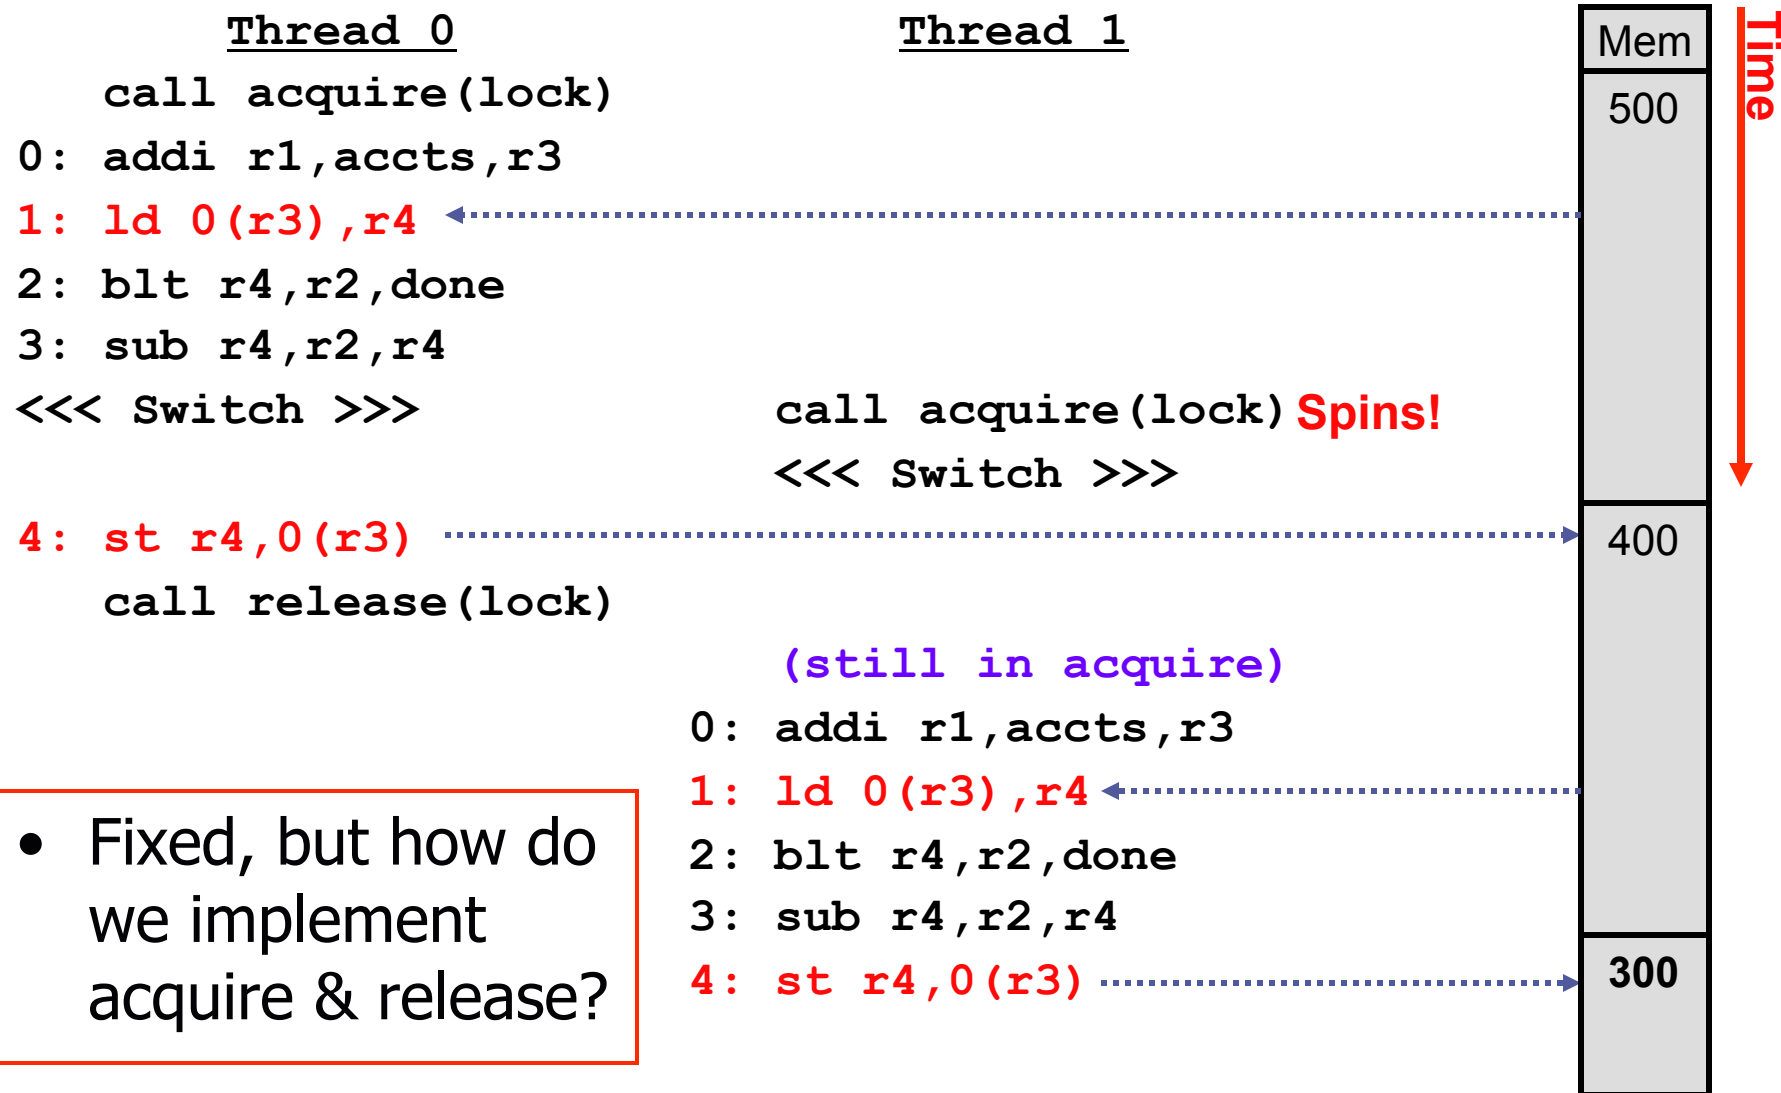 Thread 0
Thread 1
Mem
Time
call acquire(lock)
500
0: addi r1,accts,r3
1: ld 0(r3),r4
2: blt r4,r2,done
3: sub r4,r2,r4
<<< Switch >>>
call acquire(lock) Spins!
<<< Switch >>>
4: st r4,0(r3)
400
call release(lock)
(still in acquire)
0: addi r1,accts,r3
1: ld 0(r3),r4
2: blt r4,r2,done
3: sub r4,r2,r4
4: st r4,0(r3)
300
• Fixed, but how do
we implement
acquire & release?